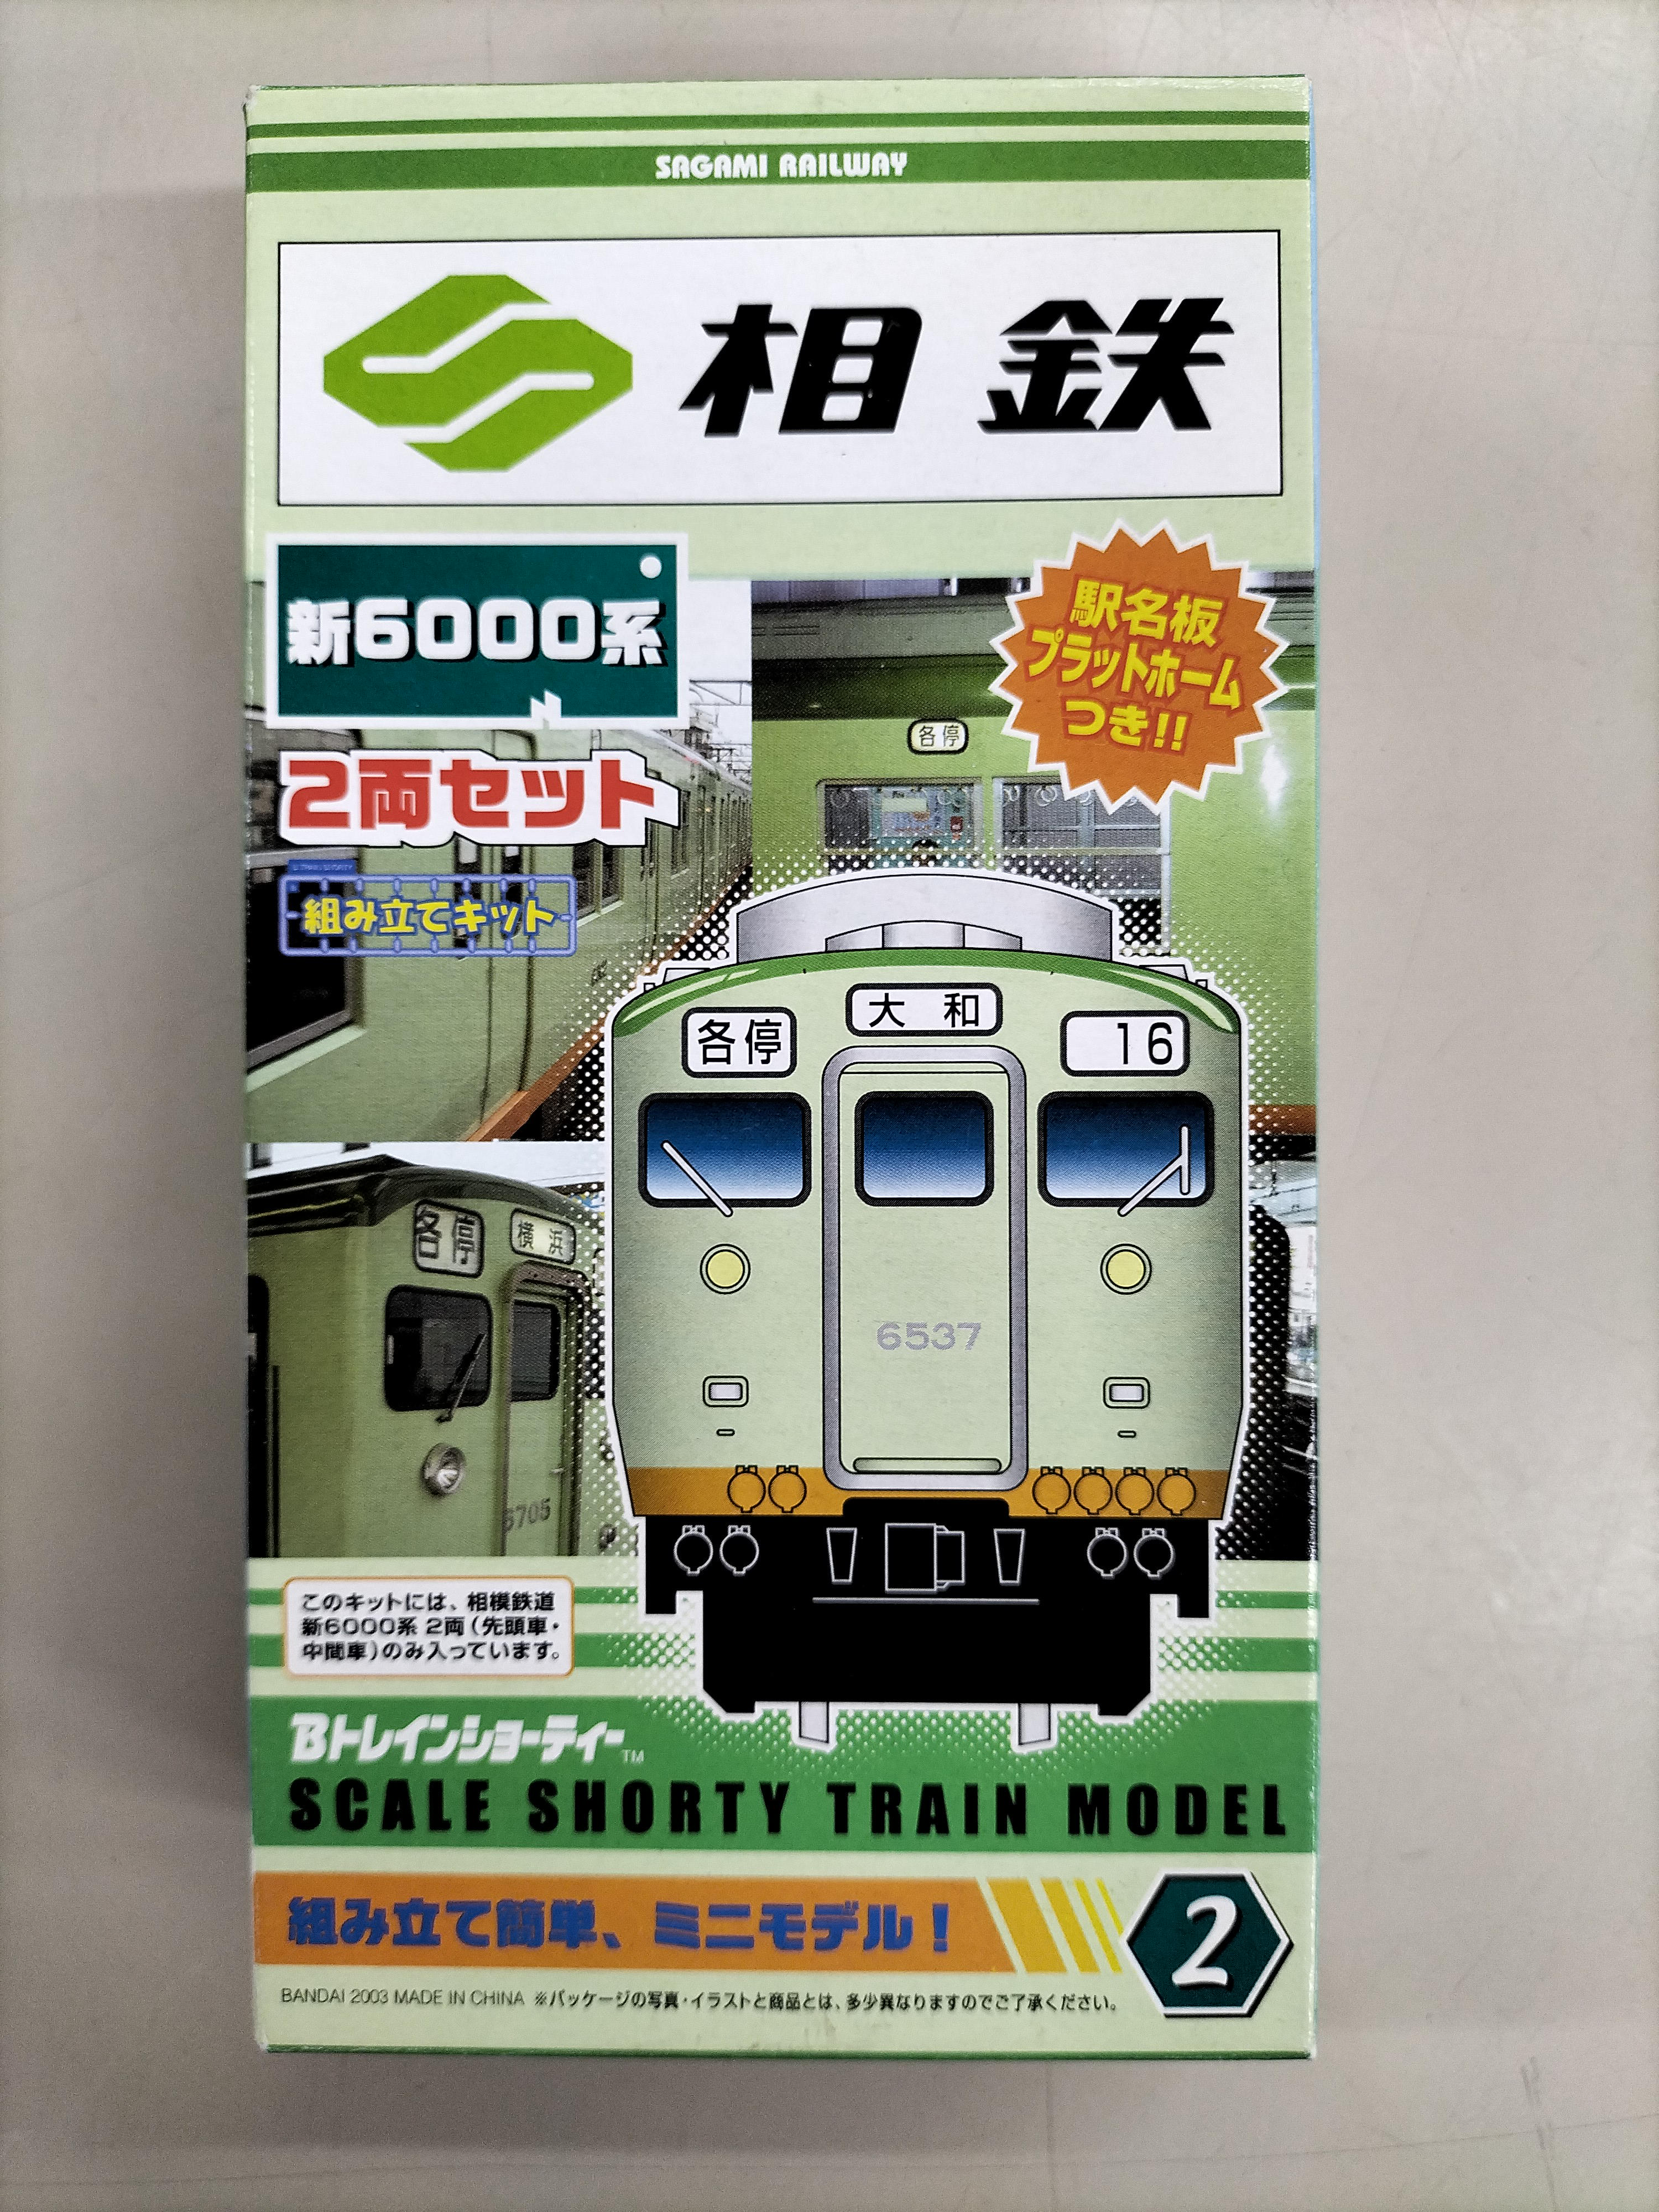 SAGAMI RAILWAY
相鉄
新6000系
駅名板
プラットホーム
つき!!
2両セット
各停
組み立てキット
大和
各停
16
各停
横浜
6537
6705
このキットには、相模鉄道
新6000系 2両(先頭車・
中間車)のみ入っています。
BトレインショーティーTM
SCALE SHORTY TRAIN MODEL
組み立て簡単、ミニモデル!
2
BANDAI 2003 MADE IN CHINA ※パッケージの写真・イラストと商品とは、多少異なりますのでご了承ください。